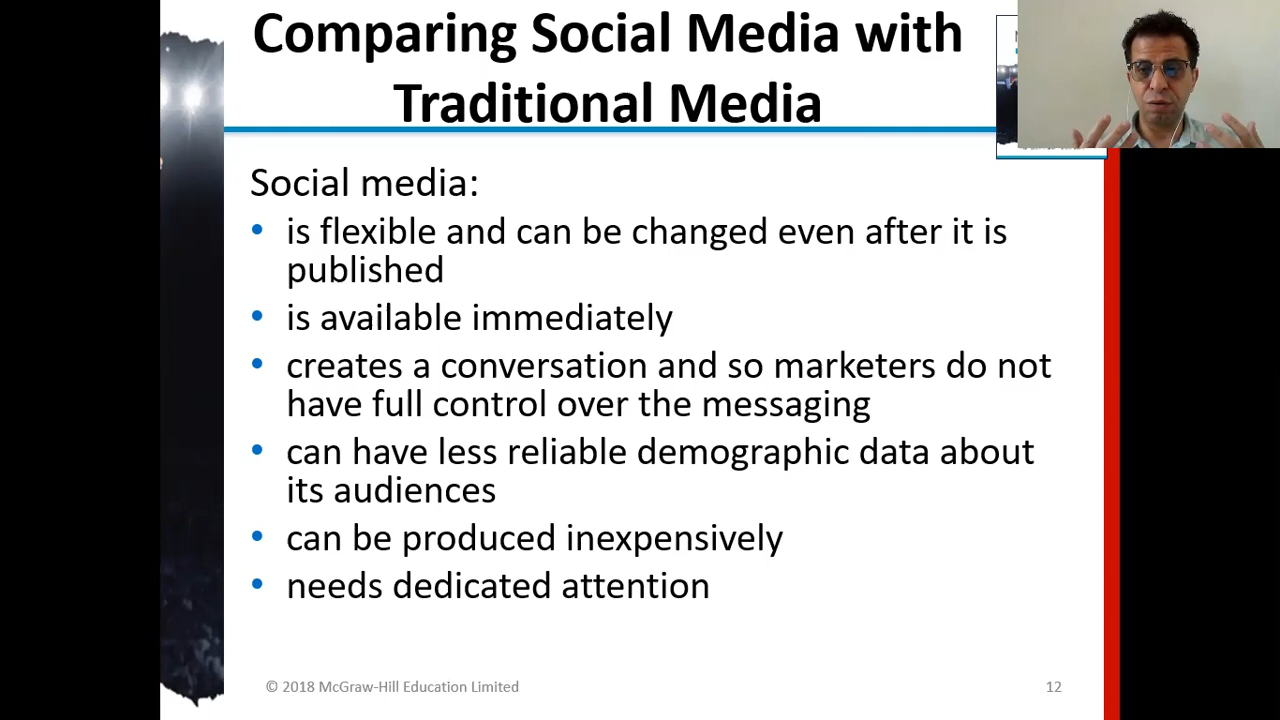 Comparing Social Media with
Traditional Media
Social media:
• is flexible and can be changed even after it is
published
• is available immediately
• creates a conversation and so marketers do not
have full control over the messaging
• can have less reliable demographic data about
its audiences
• can be produced inexpensively
• needs dedicated attention
© 2018 McGraw-Hill Education Limited
12